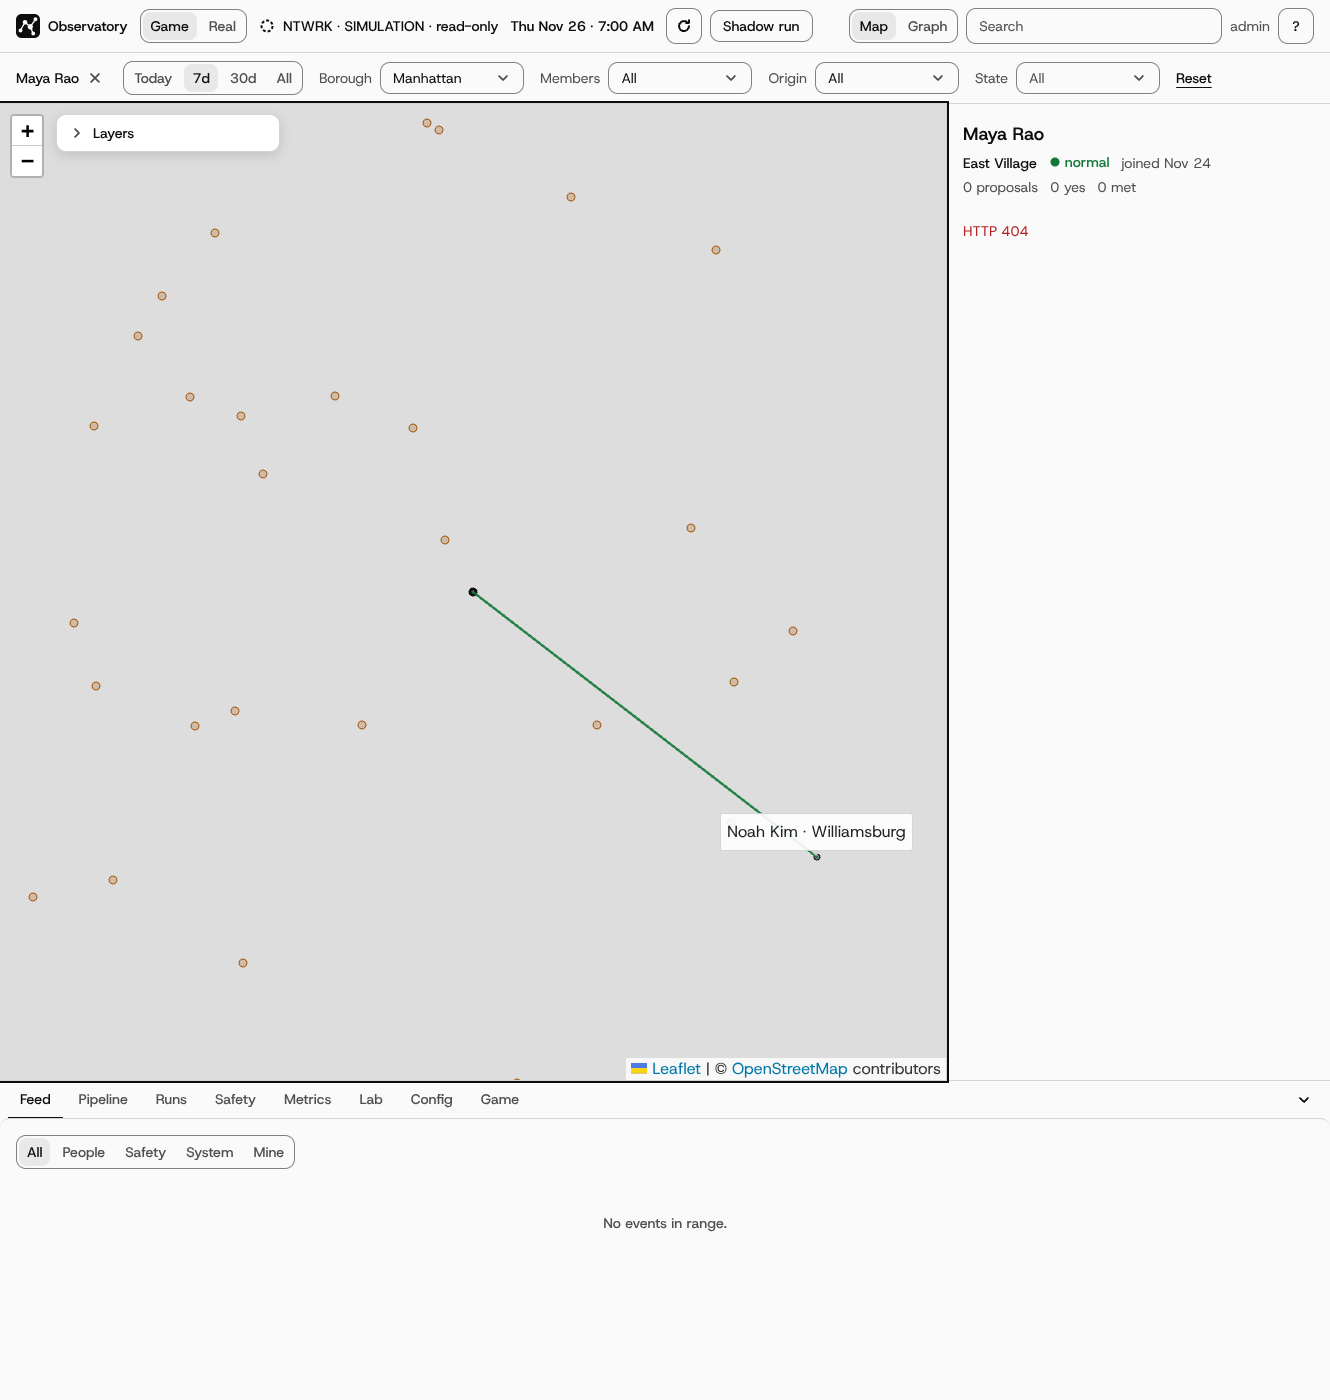 Observatory Game Real NTWRK · SIMULATION · read-only Thu Nov 26 · 7:00 AM Shadow run Map Graph Search admin ?
Maya Rao Today 7d 30d All Borough Manhattan Members All Origin All State All Reset
+
−
Layers
Maya Rao
East Village normal joined Nov 24
0 proposals 0 yes 0 met
HTTP 404
Noah Kim · Williamsburg
Leaflet | © OpenStreetMap contributors
Feed Pipeline Runs Safety Metrics Lab Config Game
All People Safety System Mine
No events in range.